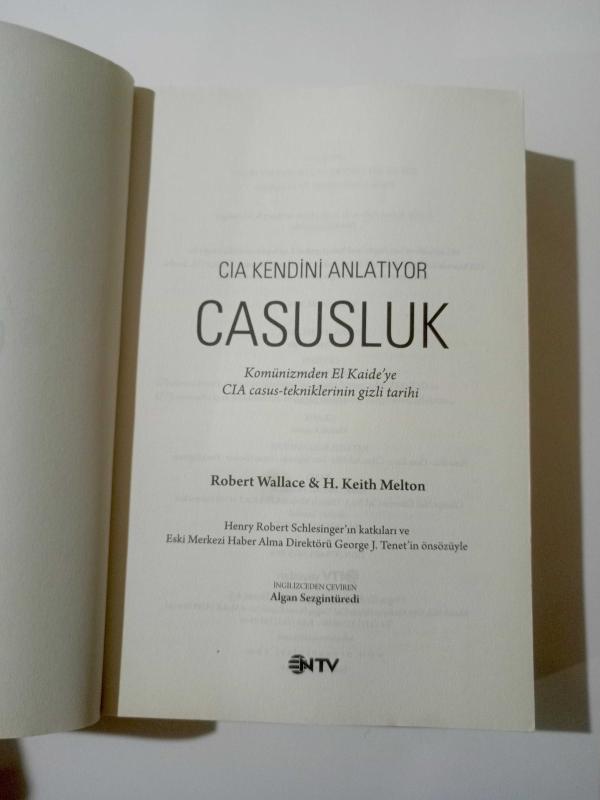 CIA KENDİNİ ANLATIYOR
CASUSLUK
Komünizmden El Kaide'ye
CIA casus-tekniklerinin gizli tarihi
Robert Wallace & H. Keith Melton
Henry Robert Schlesinger'ın katkıları ve
Eski Merkezi Haber Alma Direktörü George J. Tenet'in önsözüyle
İNGİLİZCEDEN ÇEVİREN
Algan Sezgintüredi
NTV